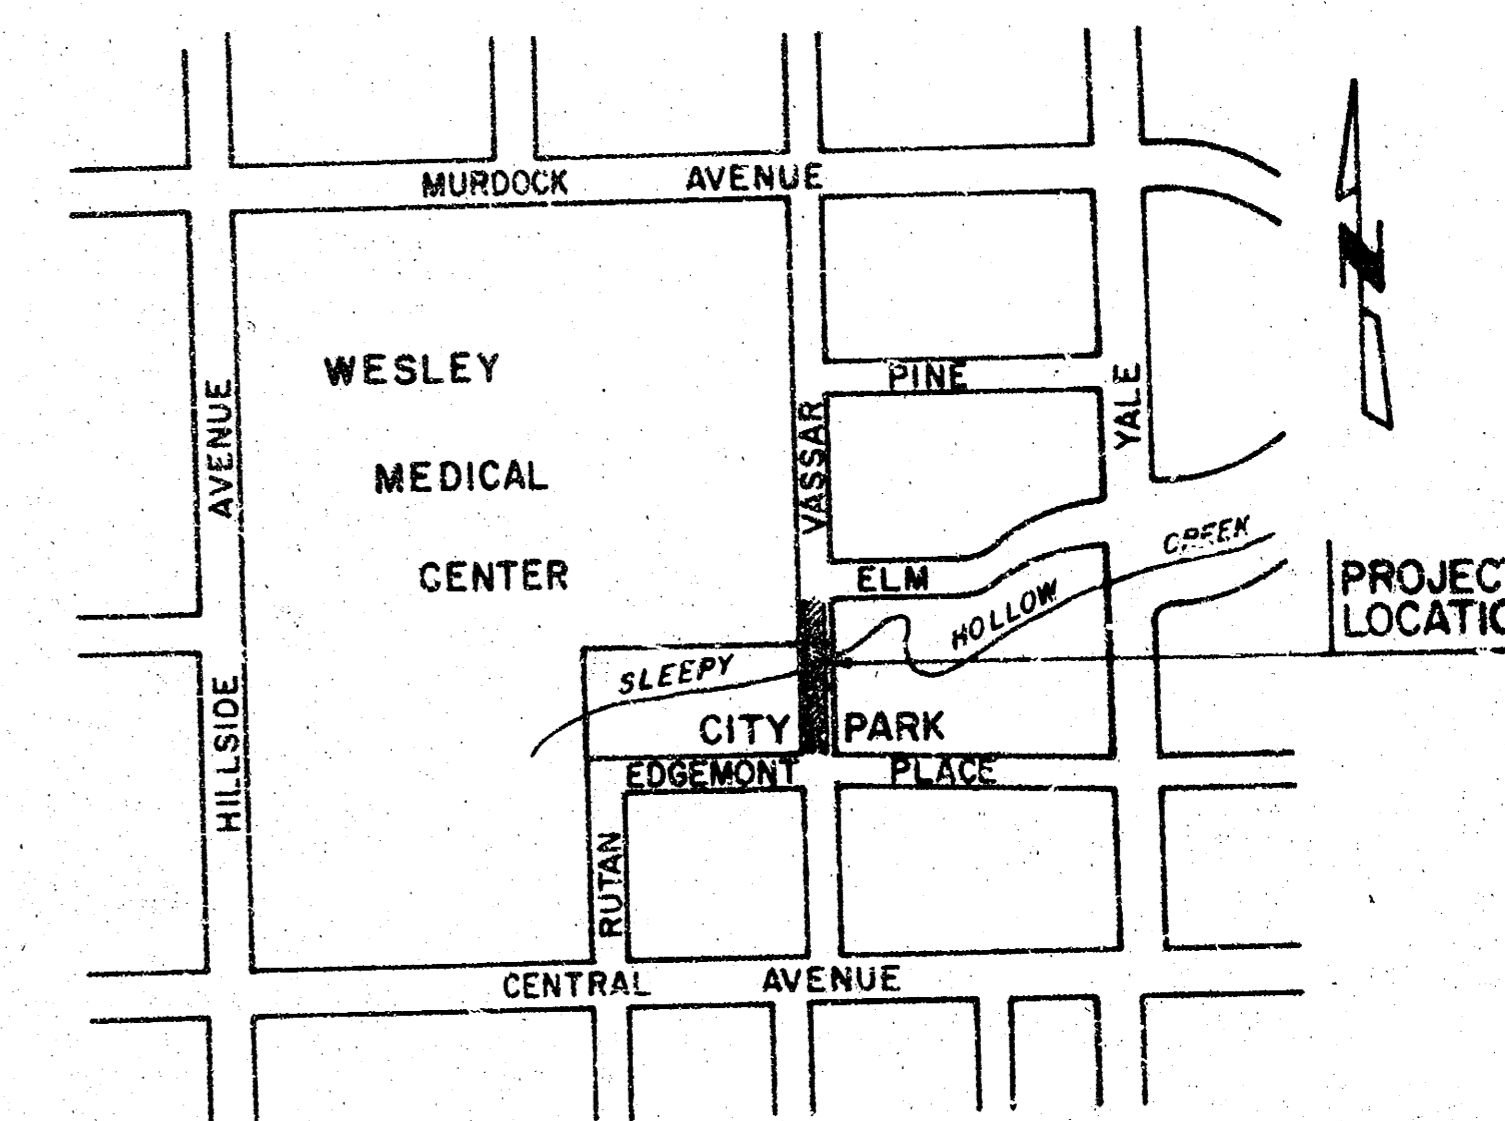 MURDOCK AVENUE
N
WESLEY
MEDICAL
CENTER
HILLSIDE AVENUE
VASSAR
PINE
YALE
ELM
SLEEPY HOLLOW CREEK
PROJEC
LOCATIO
CITY PARK
EDGEMONT PLACE
RUTAN
CENTRAL AVENUE